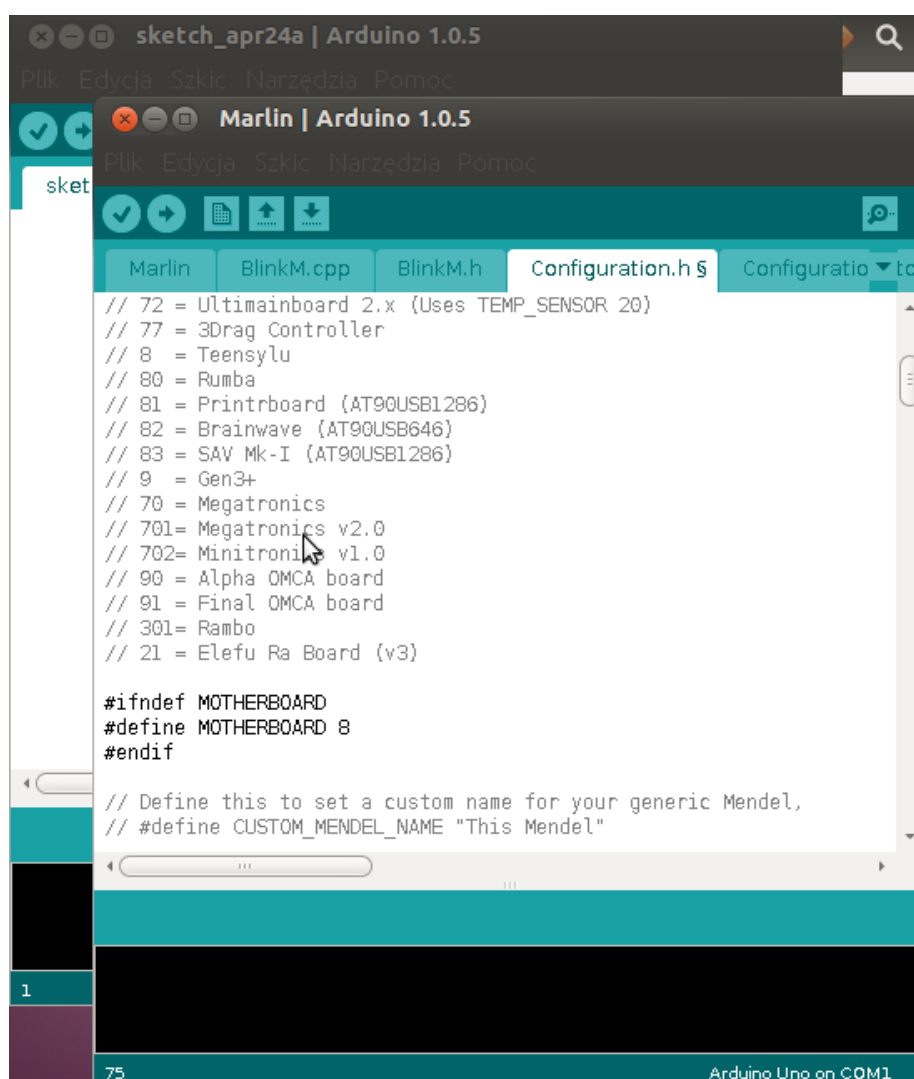 sketch_apr24a | Arduino 1.0.5
Plik Edycja Szkic Narzędzia Pomoc
Marlin | Arduino 1.0.5
Plik Edycja Szkic Narzędzia Pomoc
sket
Marlin BlinkM.cpp BlinkM.h Configuration.h § Configuratio to
// 72 = Ultimainboard 2.x (Uses TEMP_SENSOR 20)
// 77 = 3Drag Controller
// 8 = Teensylu
// 80 = Rumba
// 81 = Printrboard (AT90USB1286)
// 82 = Brainwave (AT90USB646)
// 83 = SAV Mk-I (AT90USB1286)
// 9 = Gen3+
// 70 = Megatronics
// 701= Megatronics v2.0
// 702= Minitronics v1.0
// 90 = Alpha OMCA board
// 91 = Final OMCA board
// 301= Rambo
// 21 = Elefu Ra Board (v3)
#ifndef MOTHERBOARD
#define MOTHERBOARD 8
#endif
// Define this to set a custom name for your generic Mendel,
// #define CUSTOM_MENDEL_NAME "This Mendel"
1
75 Arduino Uno on COM1